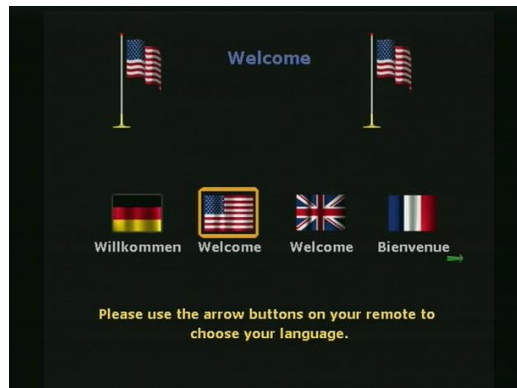 Welcome
Willkommen Welcome Welcome Bienvenue
Please use the arrow buttons on your remote to
choose your language.